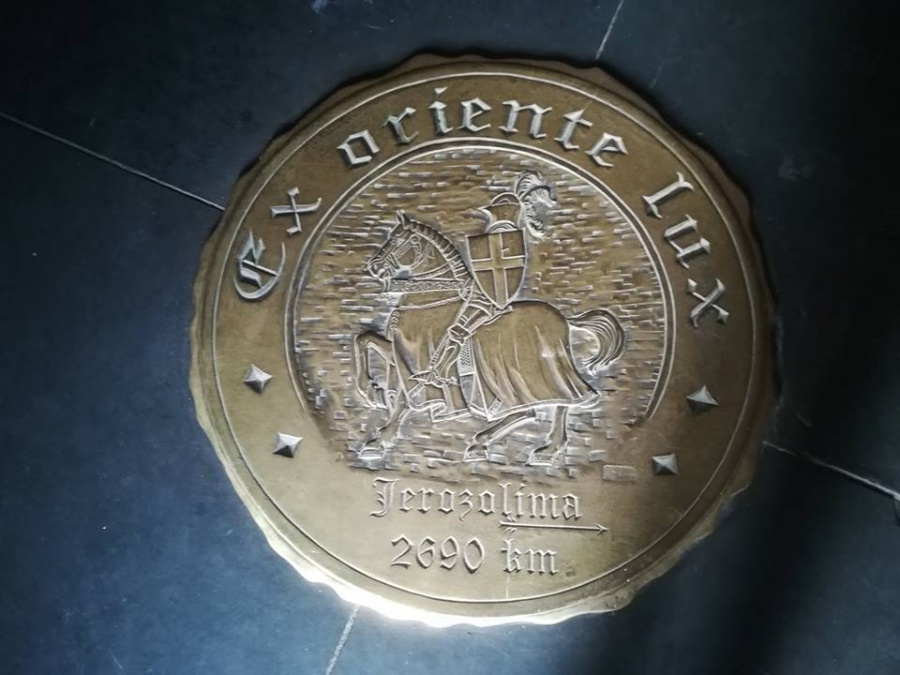 Ex oriente lux
Jerozolima
2690 km